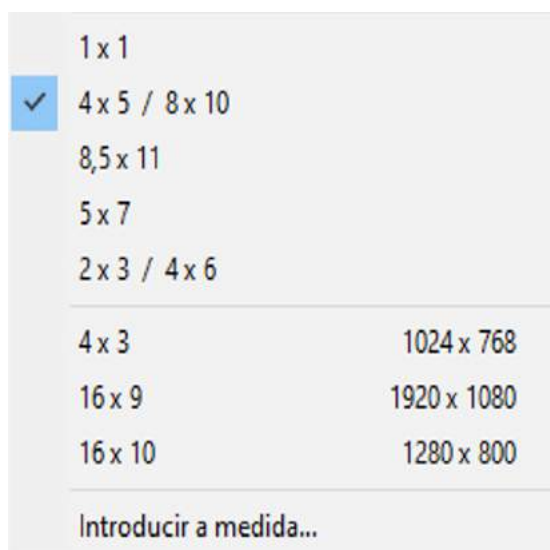 1 x 1
4 x 5 / 8 x 10
8,5 x 11
5 x 7
2 x 3 / 4 x 6
4 x 3 1024 x 768
16 x 9 1920 x 1080
16 x 10 1280 x 800
Introducir a medida...